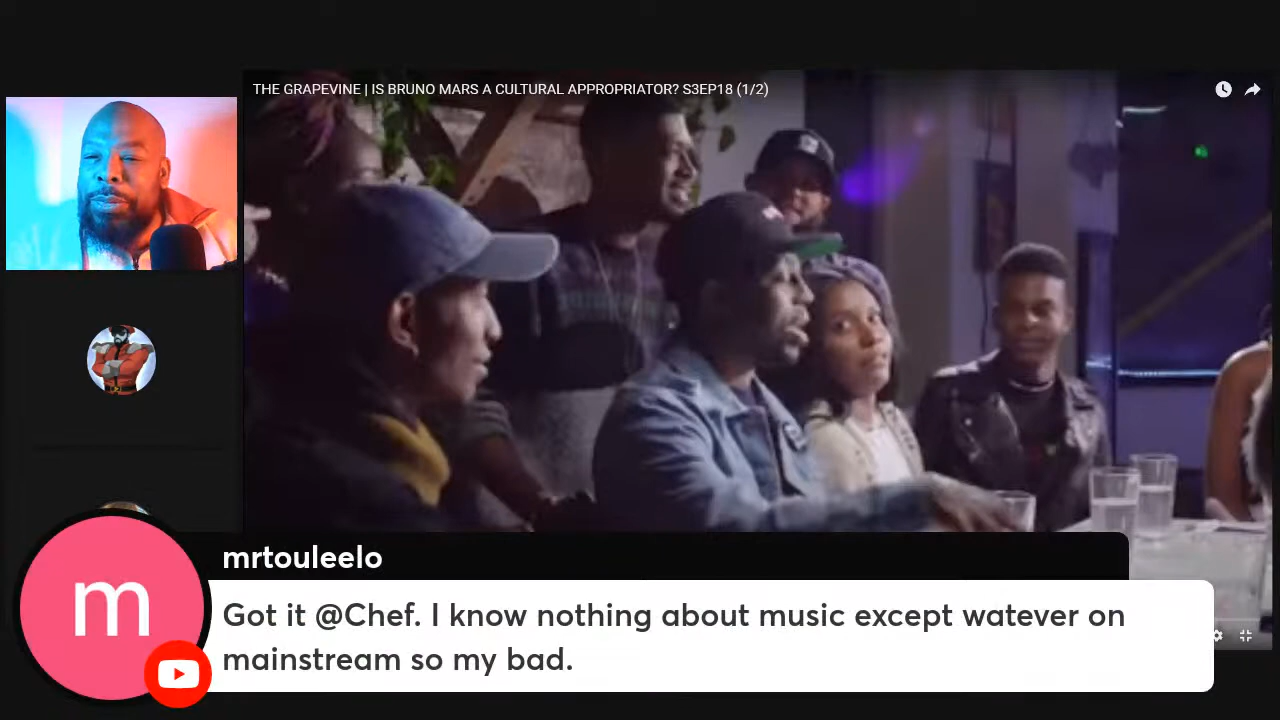 THE GRAPEVINE | IS BRUNO MARS A CULTURAL APPROPRIATOR? S3EP18 (1/2)
m
mrtouleelo
Got it @Chef. I know nothing about music except watever on
mainstream so my bad.